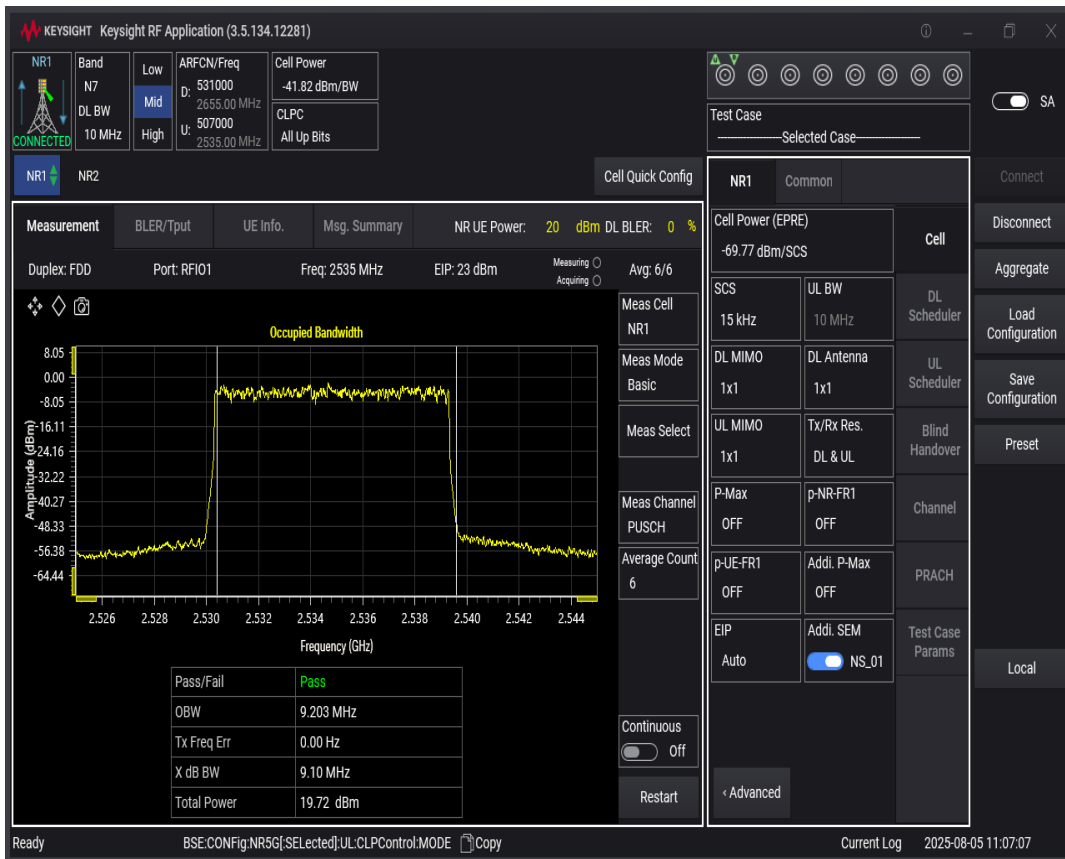 KEYSIGHT Keysight RF Application (3.5.134.12281)
NR1
CONNECTED
Band
N7
DL BW
10 MHz
Low
Mid
High
ARFCN/Freq
D: 531000
2655.00 MHz
U: 507000
2535.00 MHz
Cell Power
-41.82 dBm/BW
CLPC
All Up Bits
Test Case
----------------Selected Case----------------
SA
NR1
NR2
Cell Quick Config
Measurement
BLER/Tput
UE Info.
Msg. Summary
NR UE Power: 20 dBm DL BLER: 0 %
Duplex: FDD
Port: RFIO1
Freq: 2535 MHz
EIP: 23 dBm
Measuring
Acquiring
Avg: 6/6
Occupied Bandwidth
Amplitude (dBm)
8.05
0.00
-8.05
-16.11
-24.16
-32.22
-40.27
-48.33
-56.38
-64.44
2.526 2.528 2.530 2.532 2.534 2.536 2.538 2.540 2.542 2.544
Frequency (GHz)
Pass/Fail Pass
OBW 9.203 MHz
Tx Freq Err 0.00 Hz
X dB BW 9.10 MHz
Total Power 19.72 dBm
Meas Cell
NR1
Meas Mode
Basic
Meas Select
Meas Channel
PUSCH
Average Count
6
Continuous
Off
Restart
NR1
Common
Cell Power (EPRE)
-69.77 dBm/SCS
SCS
15 kHz
UL BW
10 MHz
DL MIMO
1x1
DL Antenna
1x1
UL MIMO
1x1
Tx/Rx Res.
DL & UL
P-Max
OFF
p-NR-FR1
OFF
p-UE-FR1
OFF
Addi. P-Max
OFF
EIP
Auto
Addi. SEM
NS_01
‹ Advanced
Cell
DL
Scheduler
UL
Scheduler
Blind
Handover
Channel
PRACH
Test Case
Params
Connect
Disconnect
Aggregate
Load
Configuration
Save
Configuration
Preset
Local
Ready
BSE:CONFig:NR5G[:SELected]:UL:CLPControl:MODE Copy
Current Log
2025-08-05 11:07:07